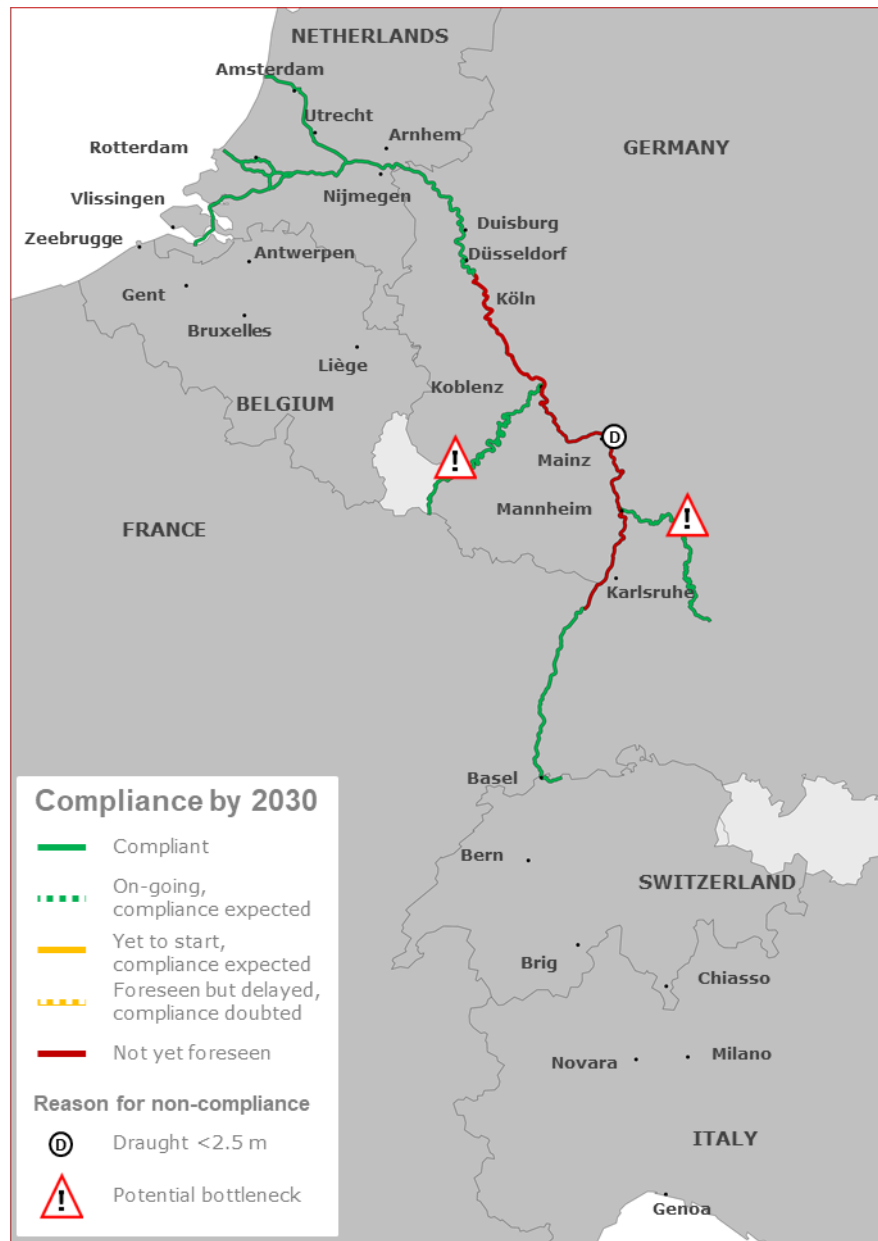 NETHERLANDS
Amsterdam
Utrecht
Arnhem
Rotterdam
GERMANY
Nijmegen
Vlissingen
Duisburg
Zeebrugge
Antwerpen
Düsseldorf
Gent
Köln
Bruxelles
Liège
Koblenz
BELGIUM
D
!
Mainz
Mannheim
!
FRANCE
Karlsruhe
Basel
Bern
SWITZERLAND
Brig
Chiasso
Novara
Milano
ITALY
Genoa
Compliance by 2030
Compliant
On-going,
compliance expected
Yet to start,
compliance expected
Foreseen but delayed,
compliance doubted
Not yet foreseen
Reason for non-compliance
D Draught <2.5 m
! Potential bottleneck